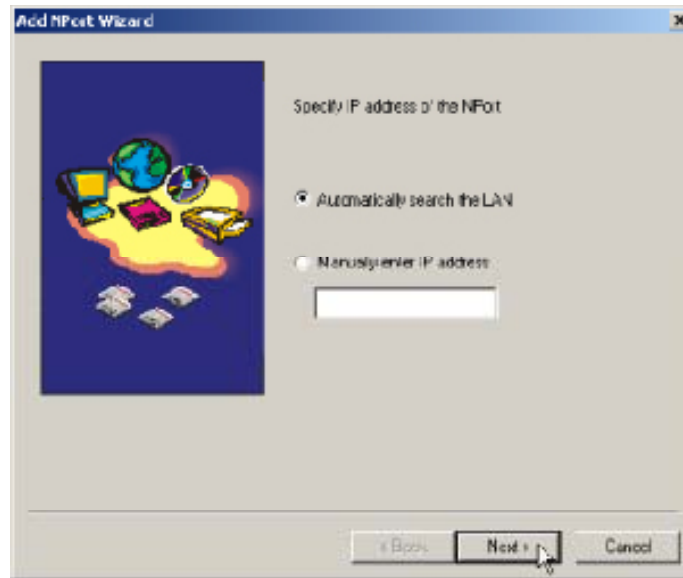 Add NPort Wizard
Specify IP address of the NPort
Automatically search the LAN
Manually enter IP address
< Back
Next >
Cancel